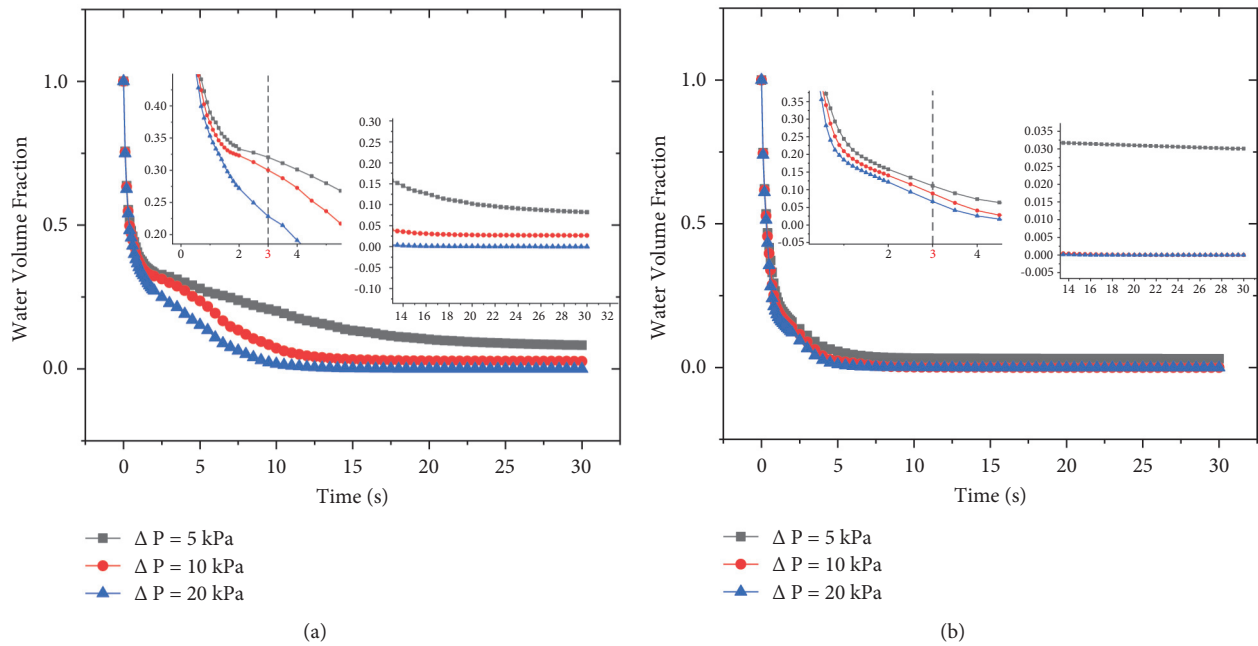 1.0
0.5
0.0
Water Volume Fraction
0.40
0.35
0.30
0.25
0.20
0 2 3 4
0.30
0.25
0.20
0.15
0.10
0.05
0.00
-0.05
-0.10
14 16 18 20 22 24 26 28 30 32
0 5 10 15 20 25 30
Time (s)
Δ P = 5 kPa
Δ P = 10 kPa
Δ P = 20 kPa
(a)
1.0
0.5
0.0
Water Volume Fraction
0.35
0.30
0.25
0.20
0.15
0.10
0.05
0.00
-0.05
2 3 4
0.035
0.030
0.025
0.020
0.015
0.010
0.005
0.000
-0.005
14 16 18 20 22 24 26 28 30
0 5 10 15 20 25 30
Time (s)
Δ P = 5 kPa
Δ P = 10 kPa
Δ P = 20 kPa
(b)